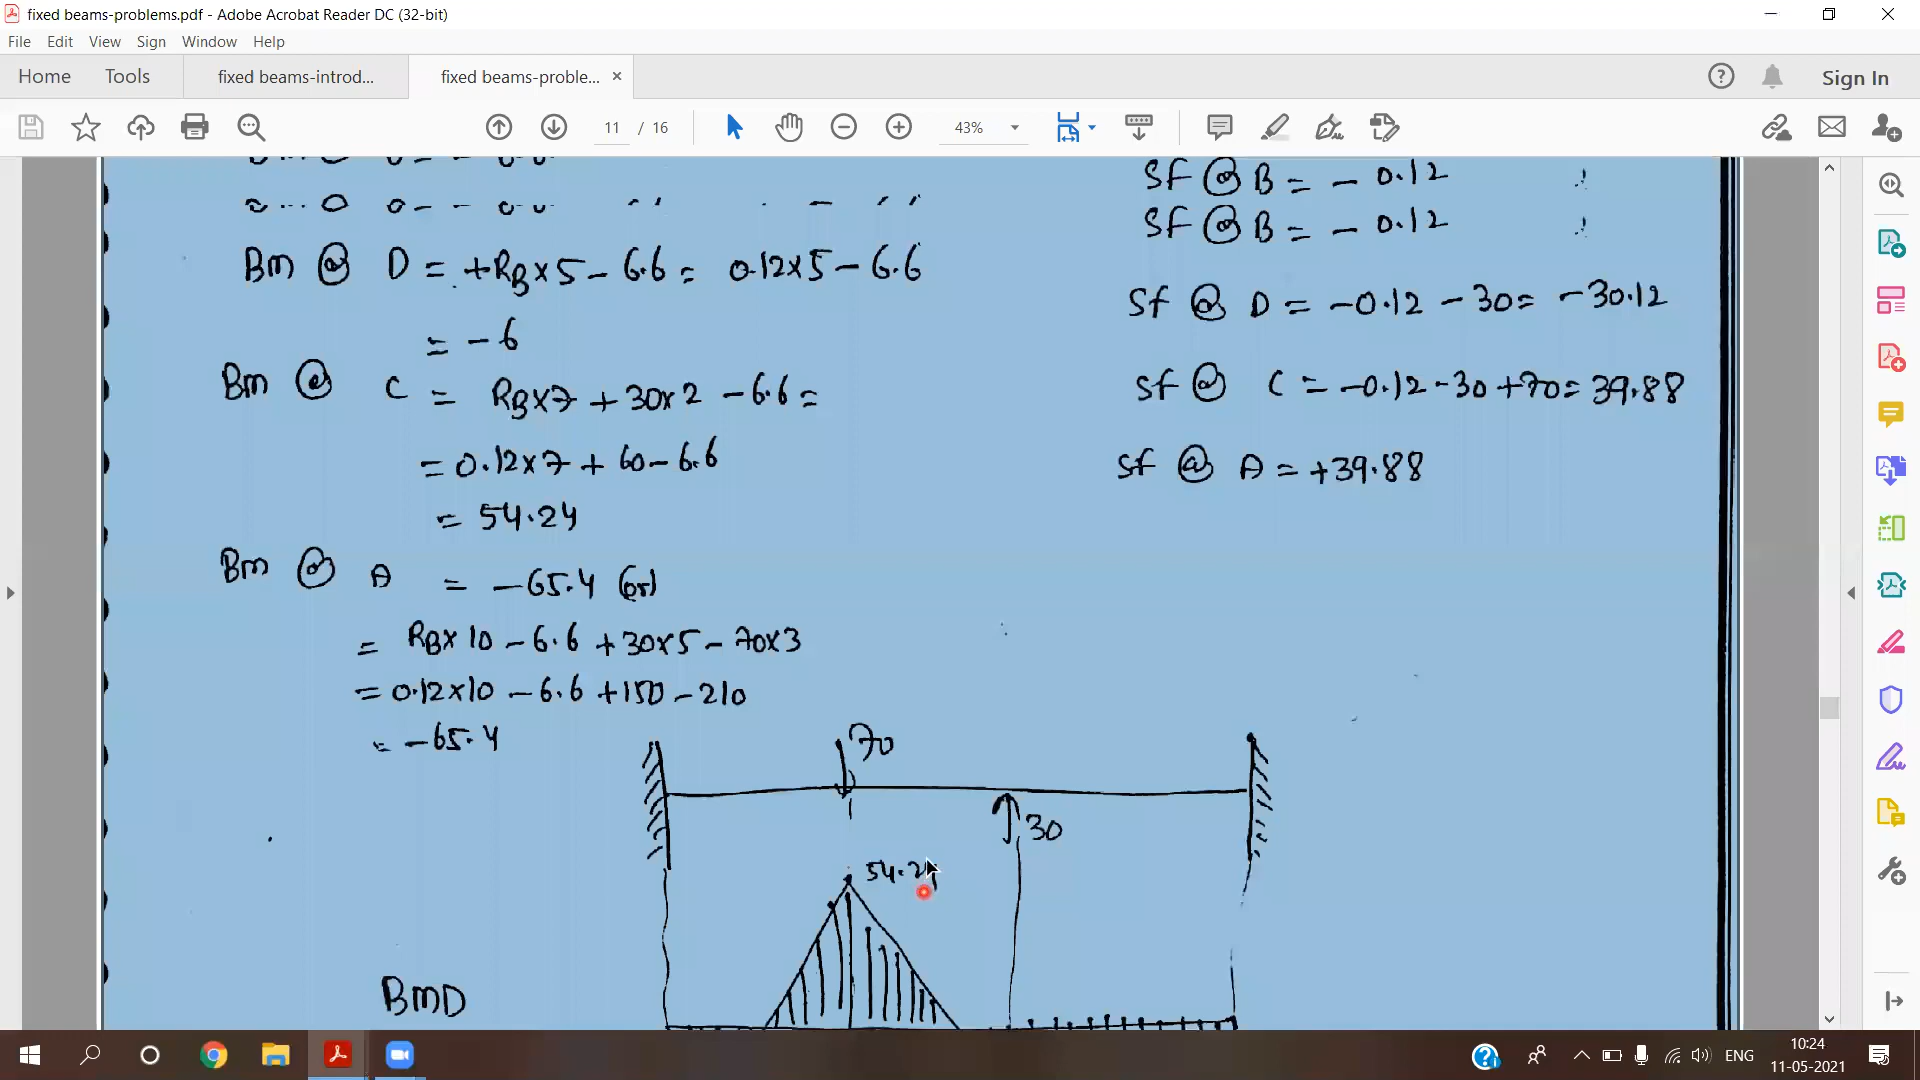 fixed beams-problems.pdf - Adobe Acrobat Reader DC (32-bit)
File Edit View Sign Window Help
Home Tools fixed beams-introd... fixed beams-proble... ×
Sign In
11 / 16 43%
SF @ B = - 0.12
SF @ B = - 0.12
Bm @ D = +RB×5 - 6.6 = 0.12×5 - 6.6
= -6
Bm @ C = RB×7 + 30×2 - 6.6 =
= 0.12×7 + 60 - 6.6
= 54.24
Bm @ A = -65.4 (or)
= RB×10 - 6.6 + 30×5 - 70×3
= 0.12×10 - 6.6 + 150 - 210
= -65.4
Sf @ D = -0.12 - 30 = -30.12
Sf @ C = -0.12 - 30 + 70 = 39.88
Sf @ A = +39.88
70
30
54.24
BMD
ENG
10:24
11-05-2021